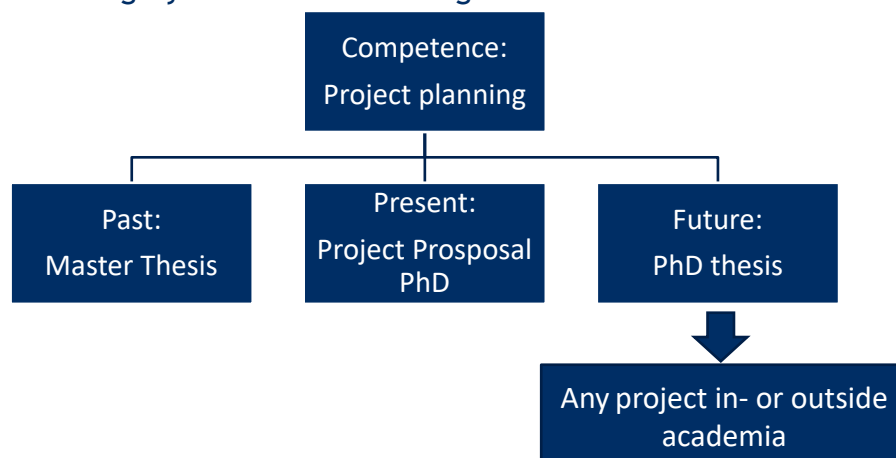 Competence:
Project planning
Past:
Master Thesis
Present:
Project Prosposal
PhD
Future:
PhD thesis
Any project in- or outside
academia